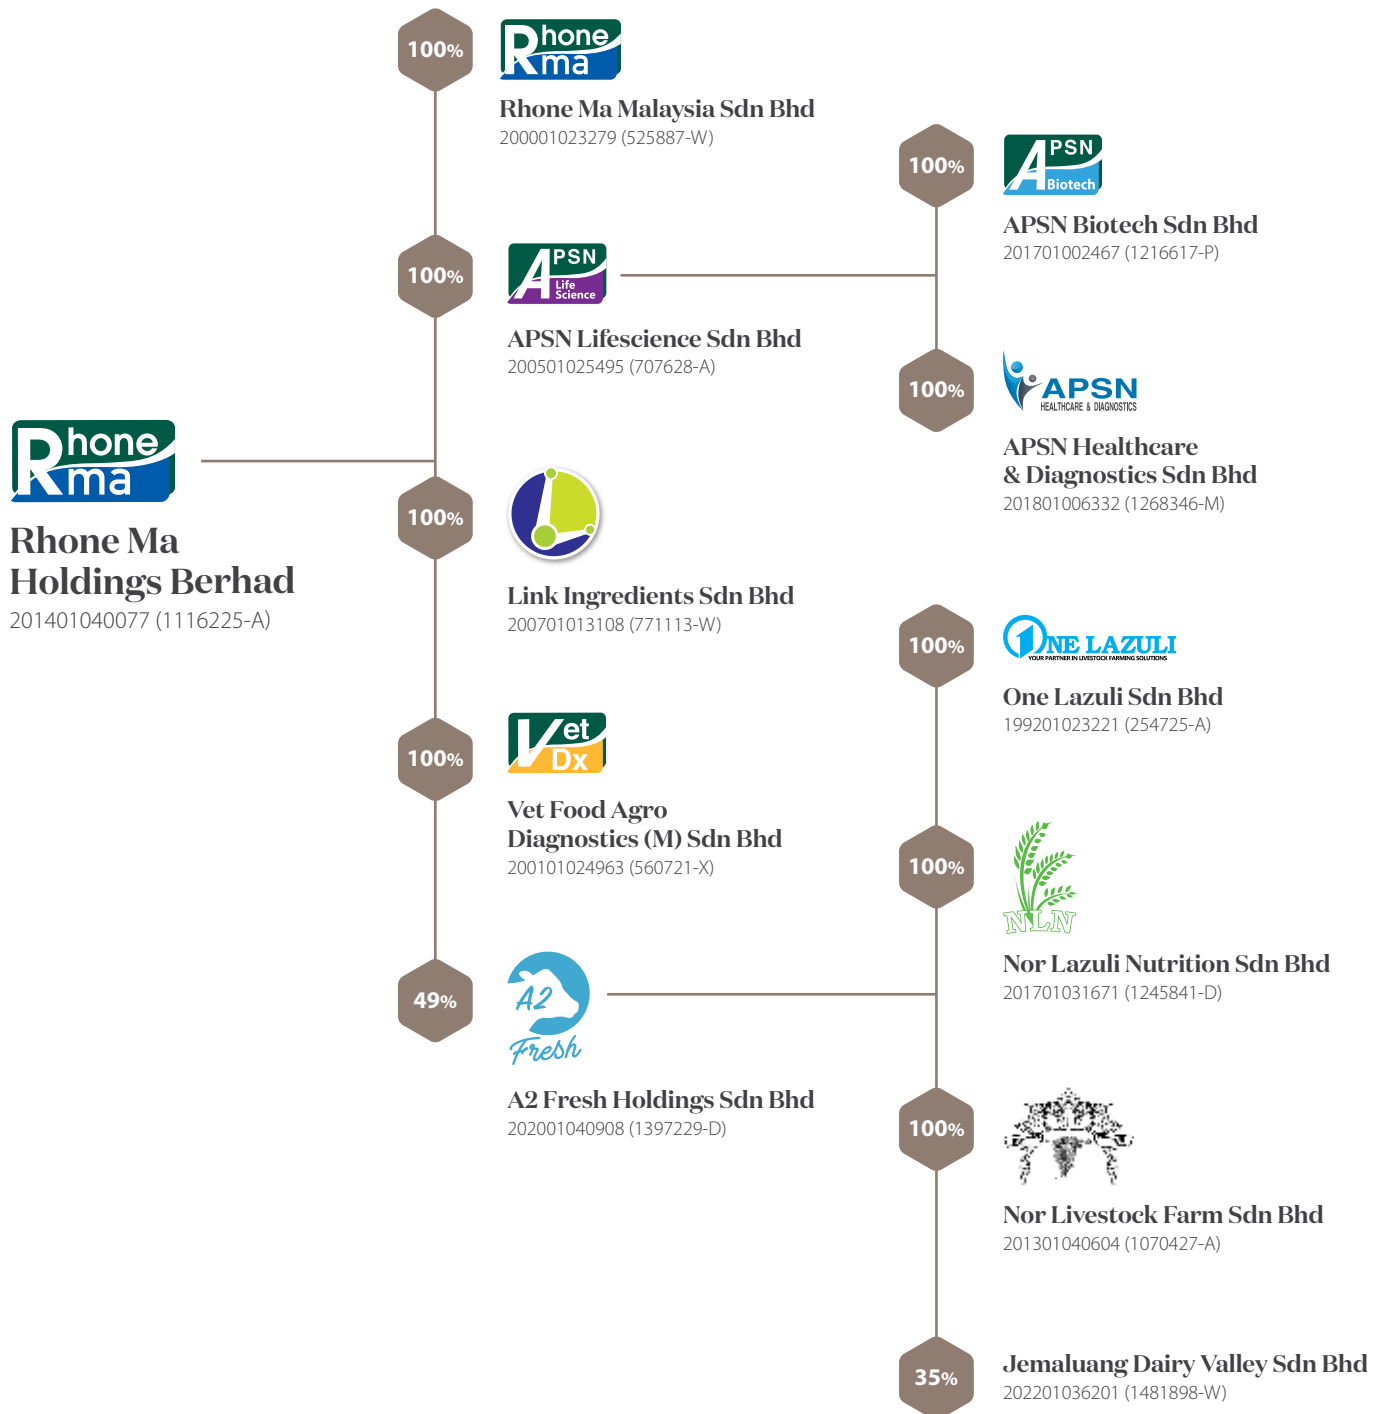 Rhone
ma
Rhone Ma
Holdings Berhad
201401040077 (1116225-A)
100%
Rhone
ma
Rhone Ma Malaysia Sdn Bhd
200001023279 (525887-W)
100%
APSN
Life
Science
APSN Lifescience Sdn Bhd
200501025495 (707628-A)
100%
APSN
Biotech
APSN Biotech Sdn Bhd
201701002467 (1216617-P)
100%
APSN
HEALTHCARE & DIAGNOSTICS
APSN Healthcare
& Diagnostics Sdn Bhd
201801006332 (1268346-M)
100%
Link Ingredients Sdn Bhd
200701013108 (771113-W)
100%
Vet
Dx
Vet Food Agro
Diagnostics (M) Sdn Bhd
200101024963 (560721-X)
49%
A2
Fresh
A2 Fresh Holdings Sdn Bhd
202001040908 (1397229-D)
100%
ONE LAZULI
YOUR PARTNER IN LIVESTOCK FARMING SOLUTIONS
One Lazuli Sdn Bhd
199201023221 (254725-A)
100%
NLN
Nor Lazuli Nutrition Sdn Bhd
201701031671 (1245841-D)
100%
Nor Livestock Farm Sdn Bhd
201301040604 (1070427-A)
35%
Jemaluang Dairy Valley Sdn Bhd
202201036201 (1481898-W)